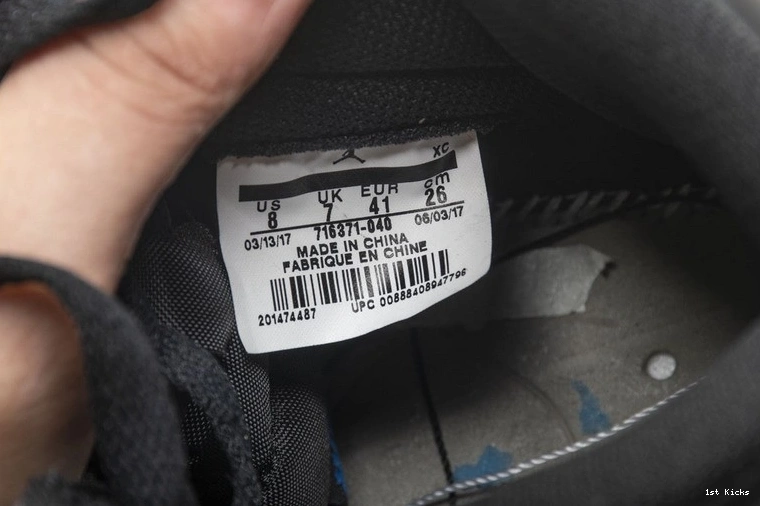 XC
US UK EUR cm
8 7 41 26
03/13/17 716371-040 06/03/17
MADE IN CHINA
FABRIQUE EN CHINE
201474487 UPC 00888408947796
1st Kicks